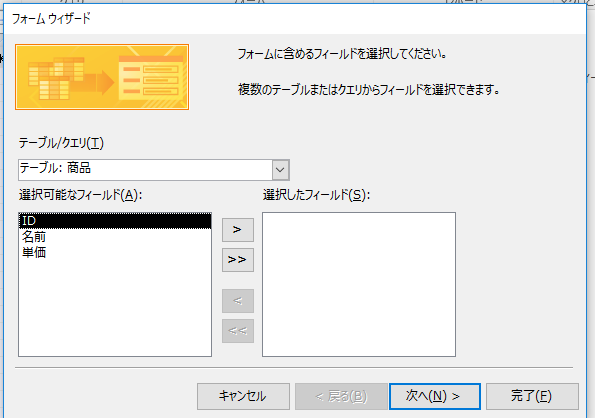 フォーム ウィザード
フォームに含めるフィールドを選択してください。
複数のテーブルまたはクエリからフィールドを選択できます。
テーブル/クエリ(T)
テーブル: 商品
選択可能なフィールド(A):
選択したフィールド(S):
ID
名前
単価
>
>>
<
<<
キャンセル
< 戻る(B)
次へ(N) >
完了(F)